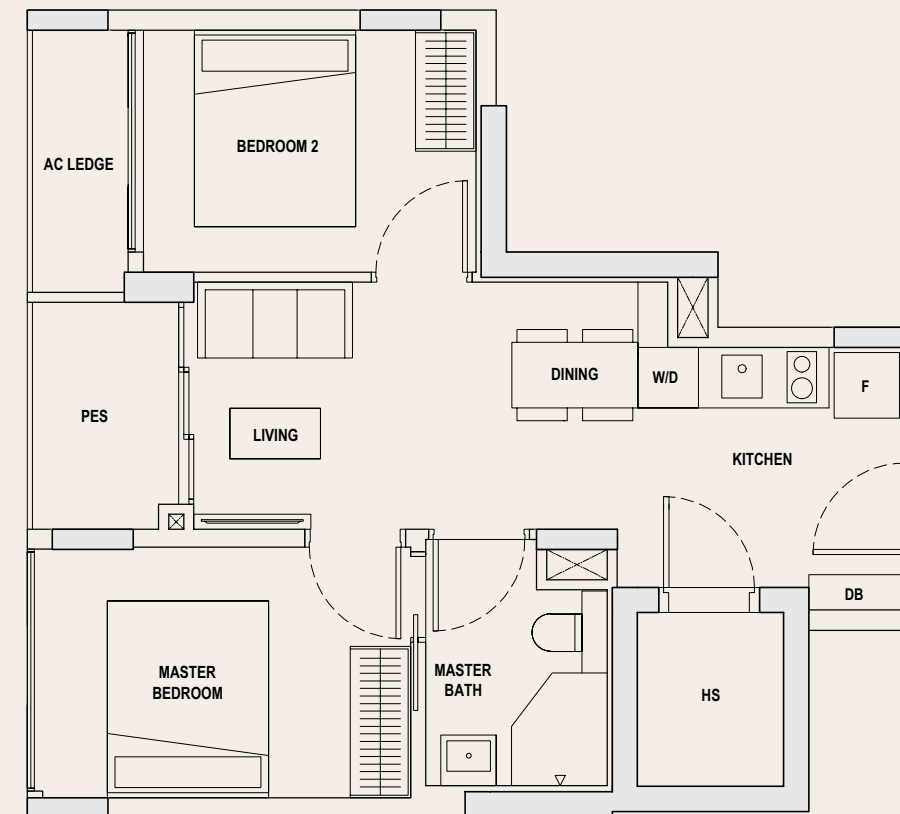 BEDROOM 2
AC LEDGE
DINING
W/D
F
PES
LIVING
KITCHEN
DB
MASTER
BEDROOM
MASTER
BATH
HS